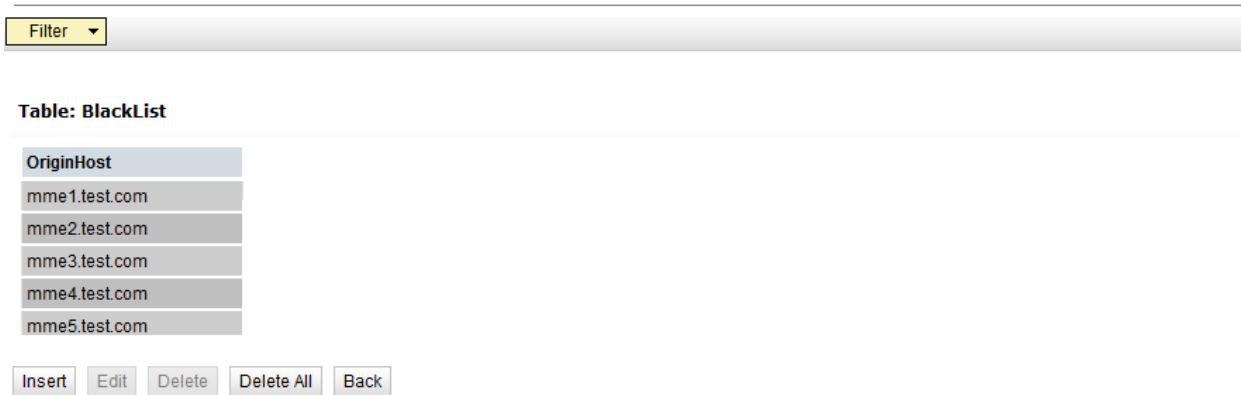 Filter
Table: BlackList
OriginHost
mme1.test.com
mme2.test.com
mme3.test.com
mme4.test.com
mme5.test.com
Insert Edit Delete Delete All Back